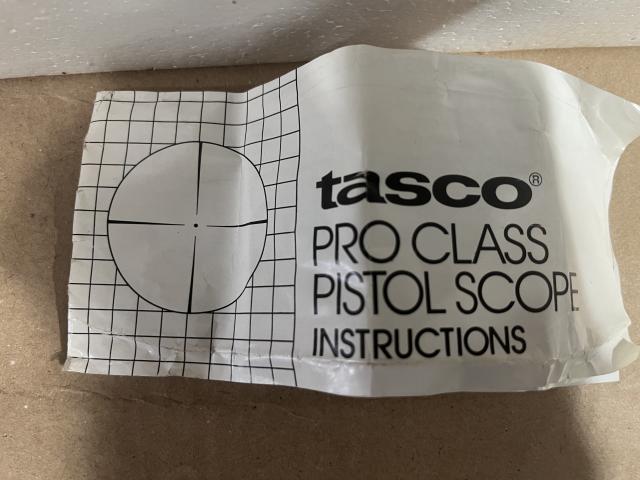 tasco®
PRO CLASS
PISTOL SCOPE
INSTRUCTIONS